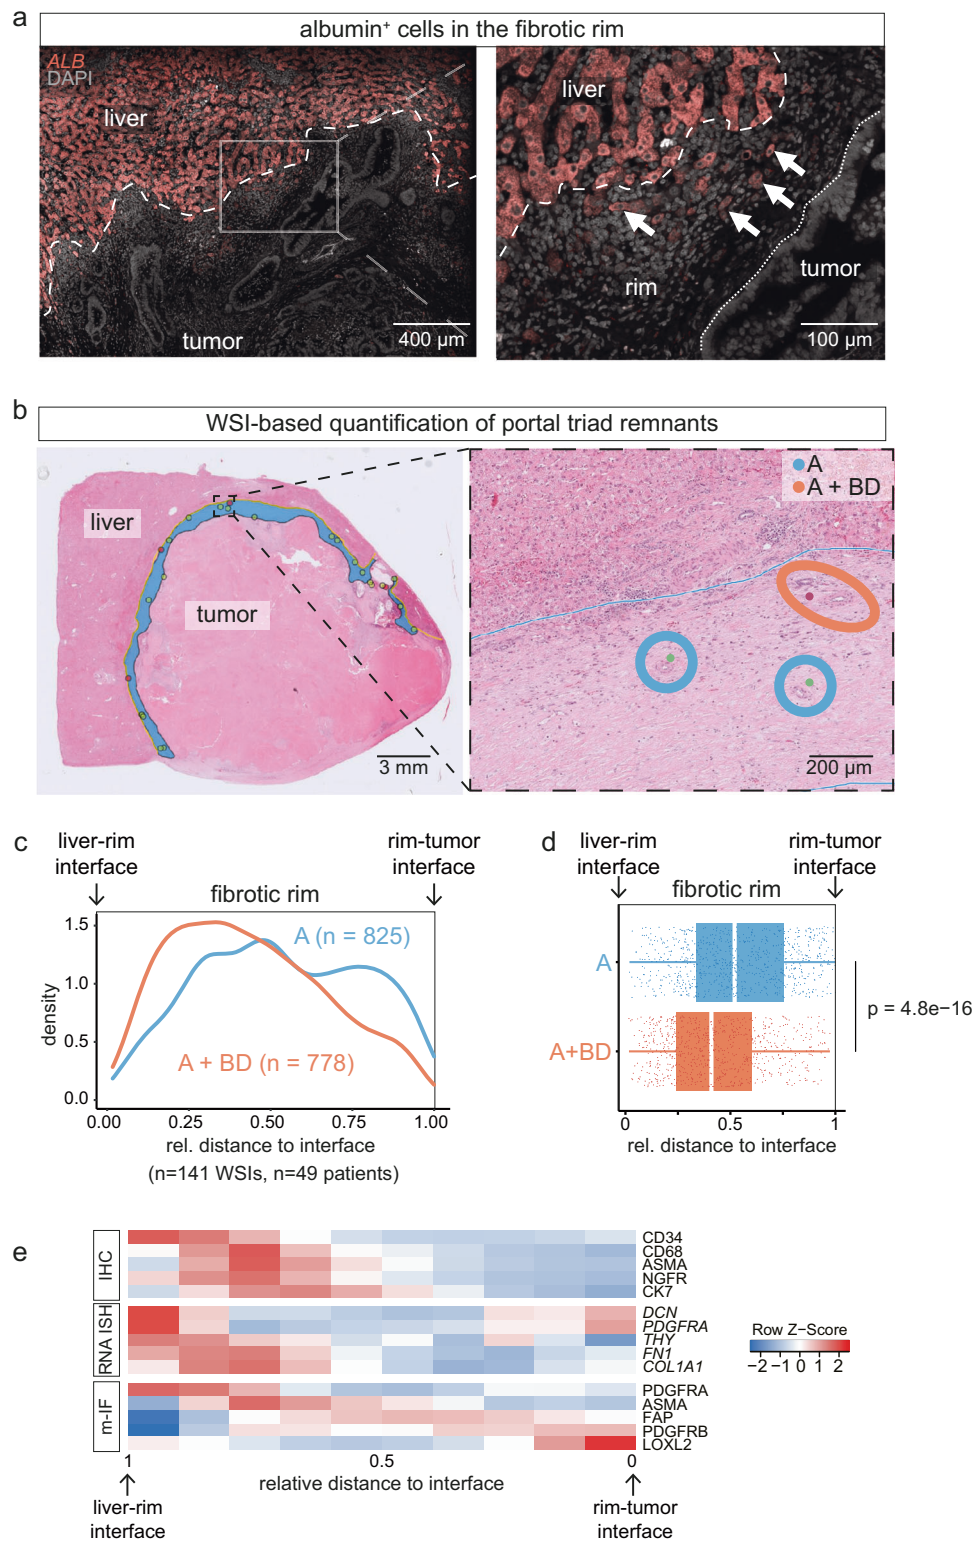 a
albumin⁺ cells in the fibrotic rim
ALB
DAPI
liver
tumor
400 µm
liver
rim
tumor
100 µm
b
WSI-based quantification of portal triad remnants
liver
tumor
3 mm
A
A + BD
200 µm
c
liver-rim
interface
rim-tumor
interface
fibrotic rim
A (n = 825)
A + BD (n = 778)
density
1.5
1.0
0.5
0.0
0.00 0.25 0.50 0.75 1.00
rel. distance to interface
(n=141 WSIs, n=49 patients)
d
liver-rim
interface
rim-tumor
interface
fibrotic rim
A
A+BD
p = 4.8e−16
0 0.5 1
rel. distance to interface
e
IHC
CD34
CD68
ASMA
NGFR
CK7
RNA ISH
DCN
PDGFRA
THY
FN1
COL1A1
m-IF
PDGFRA
ASMA
FAP
PDGFRB
LOXL2
1 0.5 0
relative distance to interface
liver-rim
interface
rim-tumor
interface
Row Z−Score
−2 −1 0 1 2